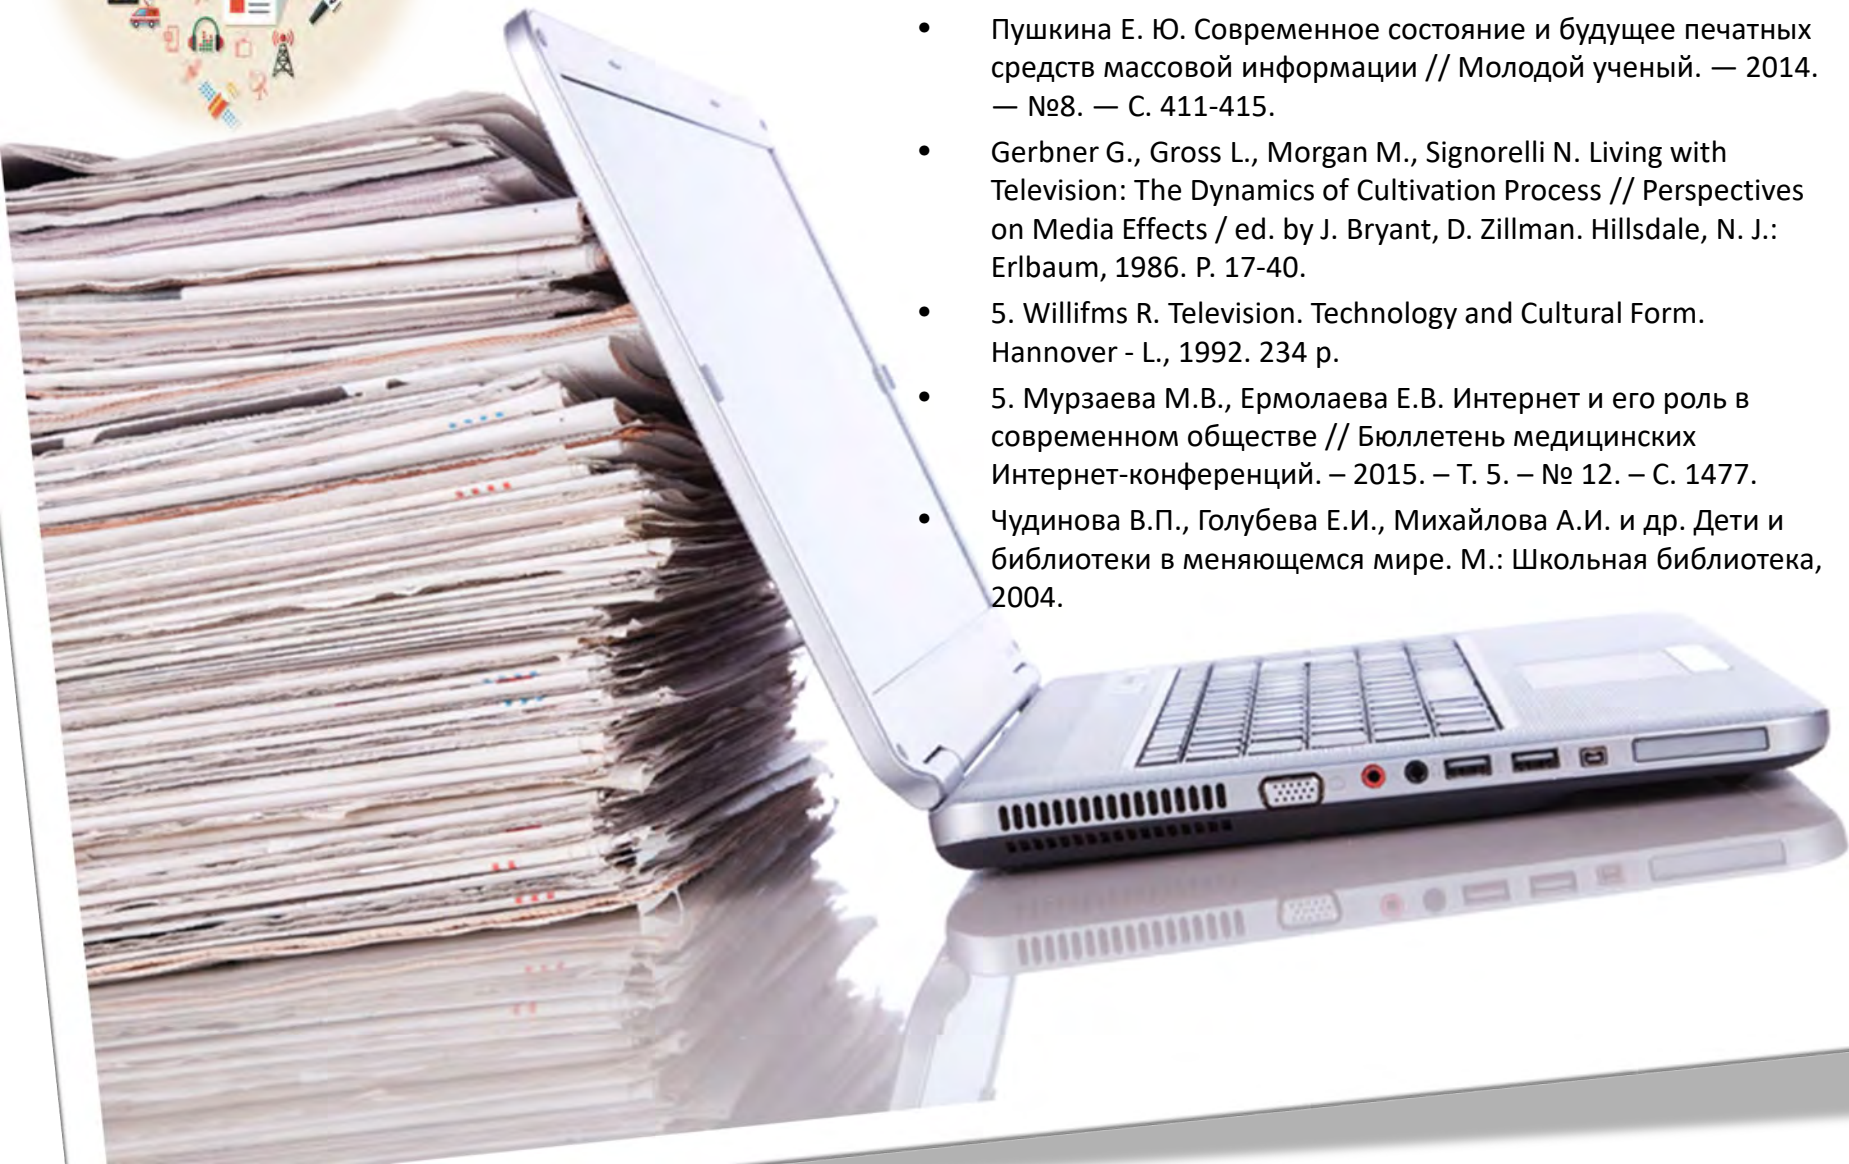 • Пушкина Е. Ю. Современное состояние и будущее печатных
средств массовой информации // Молодой ученый. — 2014.
— №8. — С. 411-415.
• Gerbner G., Gross L., Morgan M., Signorelli N. Living with
Television: The Dynamics of Cultivation Process // Perspectives
on Media Effects / ed. by J. Bryant, D. Zillman. Hillsdale, N. J.:
Erlbaum, 1986. P. 17-40.
• 5. Willifms R. Television. Technology and Cultural Form.
Hannover - L., 1992. 234 p.
• 5. Мурзаева М.В., Ермолаева Е.В. Интернет и его роль в
современном обществе // Бюллетень медицинских
Интернет-конференций. – 2015. – Т. 5. – № 12. – С. 1477.
• Чудинова В.П., Голубева Е.И., Михайлова А.И. и др. Дети и
библиотеки в меняющемся мире. М.: Школьная библиотека,
2004.